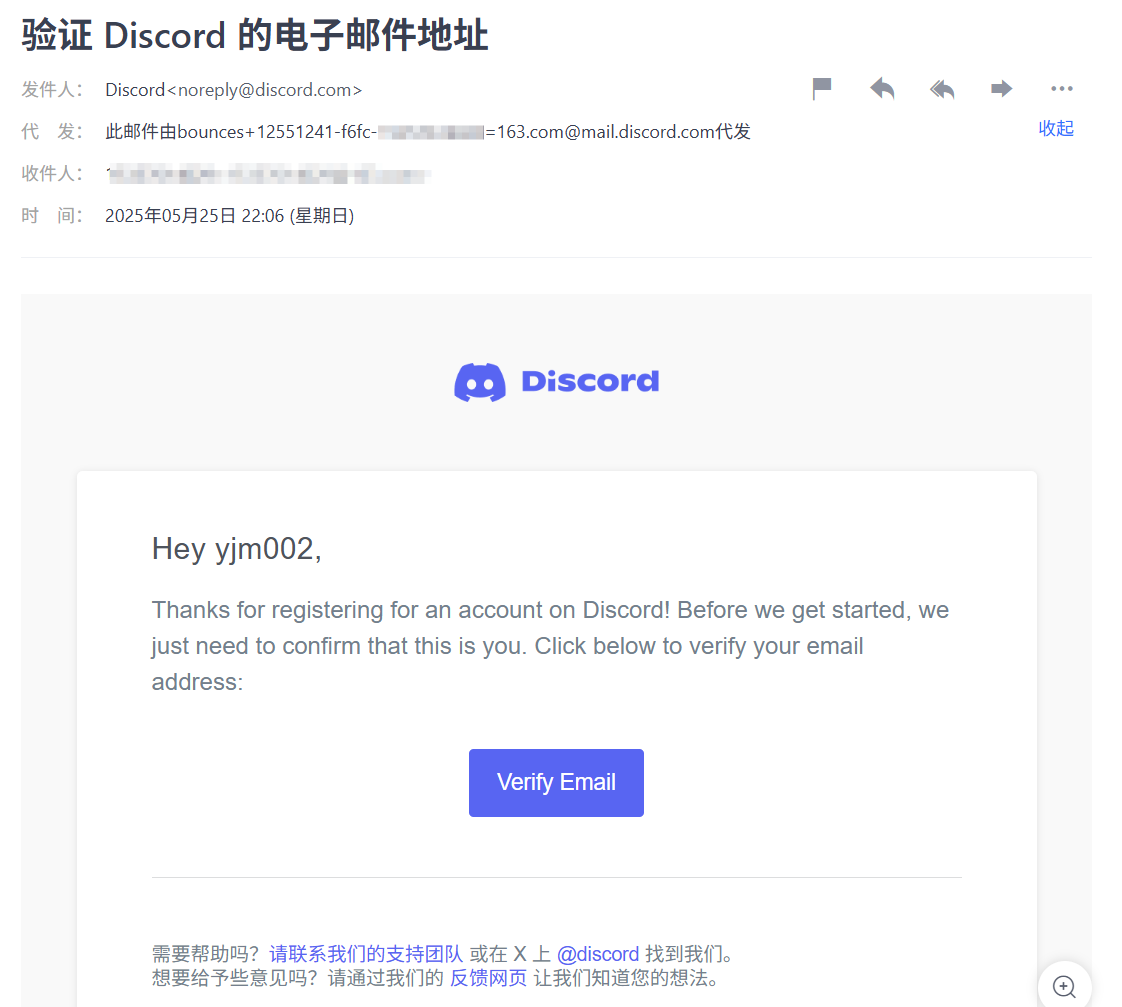 验证 Discord 的电子邮件地址
发件人： Discord<noreply@discord.com>
代 发： 此邮件由bounces+12551241-f6fc-=163.com@mail.discord.com代发
收起
收件人：
时 间： 2025年05月25日 22:06 (星期日)
Discord
Hey yjm002,
Thanks for registering for an account on Discord! Before we get started, we
just need to confirm that this is you. Click below to verify your email
address:
Verify Email
需要帮助吗？请联系我们的支持团队 或在 X 上 @discord 找到我们。
想要给予些意见吗？请通过我们的 反馈网页 让我们知道您的想法。